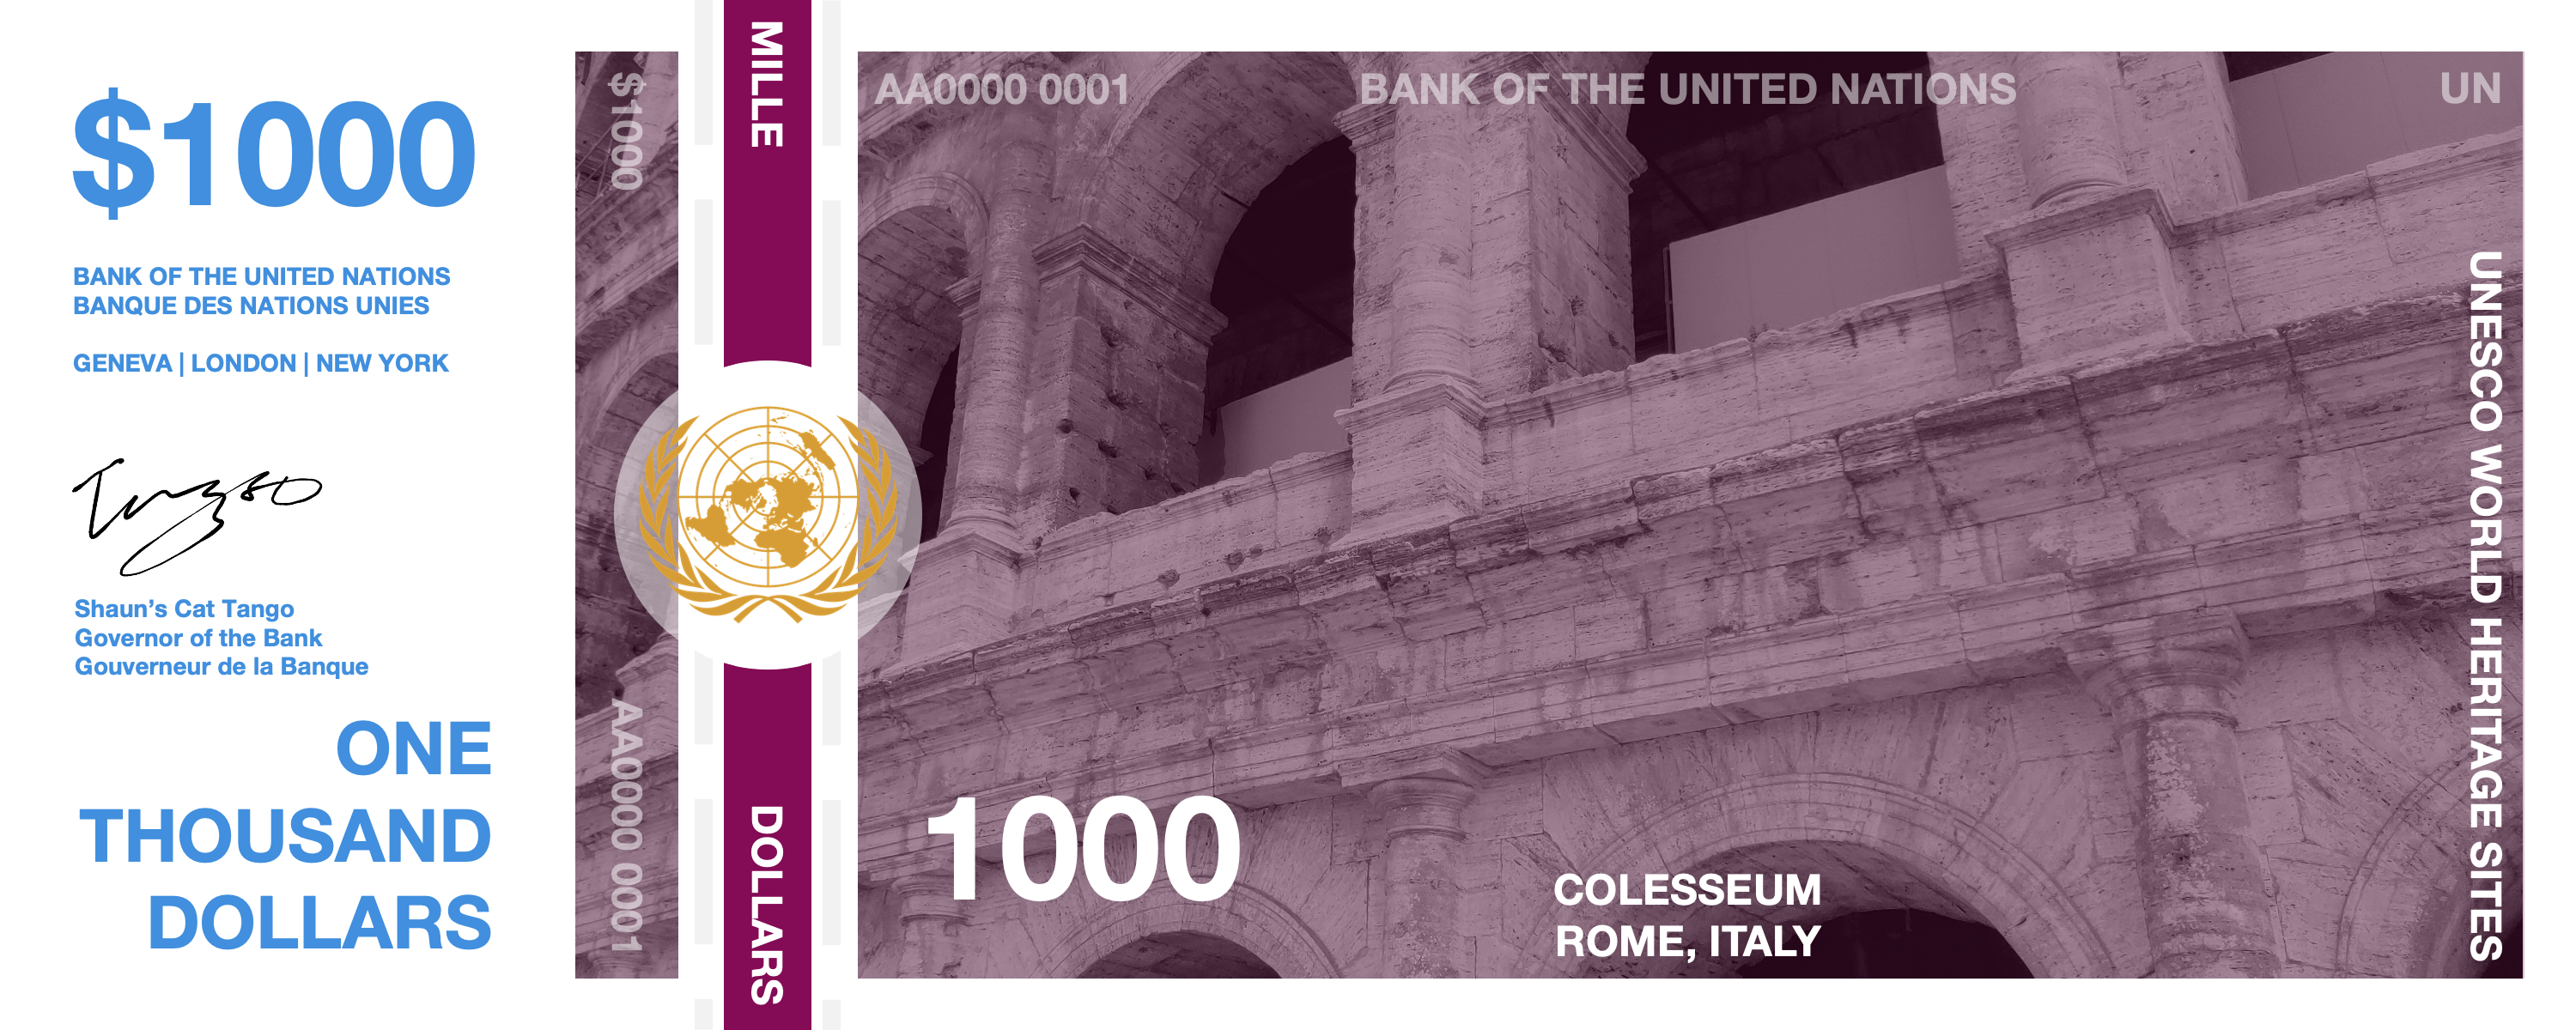 $1000
BANK OF THE UNITED NATIONS
BANQUE DES NATIONS UNIES
GENEVA | LONDON | NEW YORK
Tango
Shaun’s Cat Tango
Governor of the Bank
Gouverneur de la Banque
ONE
THOUSAND
DOLLARS
$1000
AA0000 0001
MILLE
DOLLARS
AA0000 0001
BANK OF THE UNITED NATIONS
UN
1000
COLESSEUM
ROME, ITALY
UNESCO WORLD HERITAGE SITES